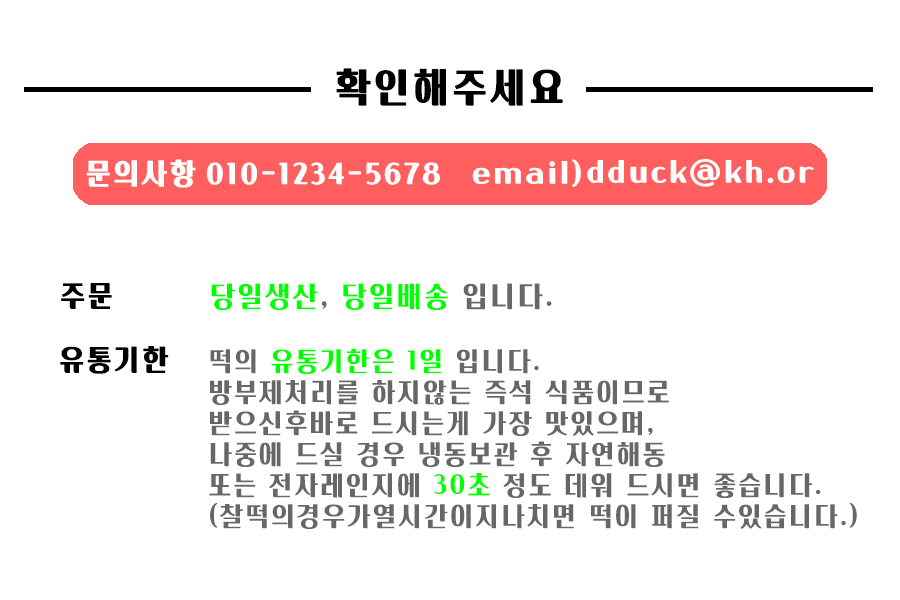 확인해주세요
문의사항 010-1234-5678 email)dduck@kh.or
주문 당일생산, 당일배송 입니다.
유통기한 떡의 유통기한은 1일 입니다.
방부제처리를 하지않는 즉석 식품이므로
받으신후바로 드시는게 가장 맛있으며,
나중에 드실 경우 냉동보관 후 자연해동
또는 전자레인지에 30초 정도 데워 드시면 좋습니다.
(찰떡의경우가열시간이지나치면 떡이 퍼질 수있습니다.)